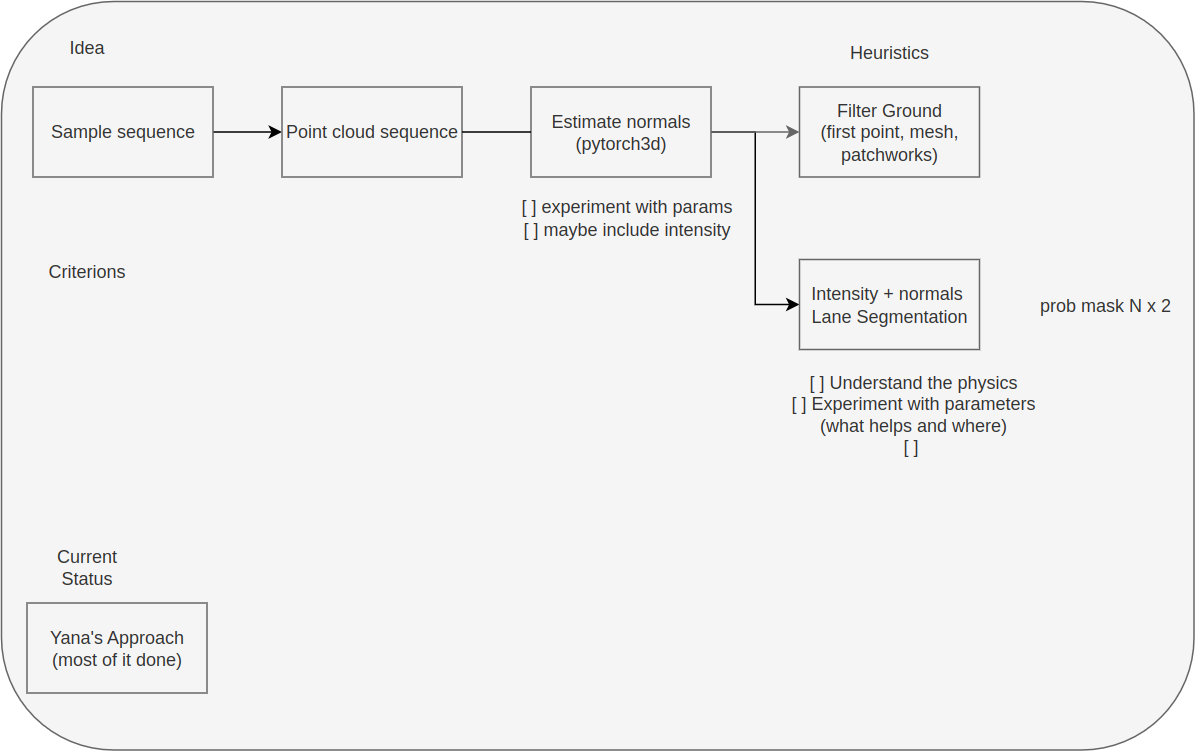 Idea
Heuristics
Sample sequence
Point cloud sequence
Estimate normals
(pytorch3d)
Filter Ground
(first point, mesh,
patchworks)
[ ] experiment with params
[ ] maybe include intensity
Criterions
Intensity + normals
Lane Segmentation
prob mask N x 2
[ ] Understand the physics
[ ] Experiment with parameters
(what helps and where)
[ ]
Current
Status
Yana's Approach
(most of it done)